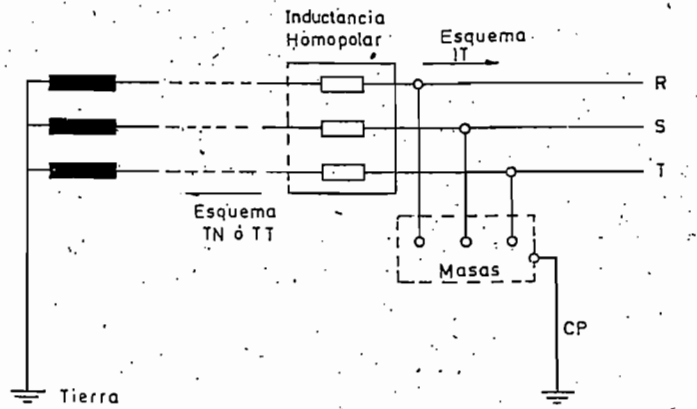 Inductancia
Homopolar
Esquema
IT
R
S
T
Esquema
TN ó TT
Masas
CP
Tierra